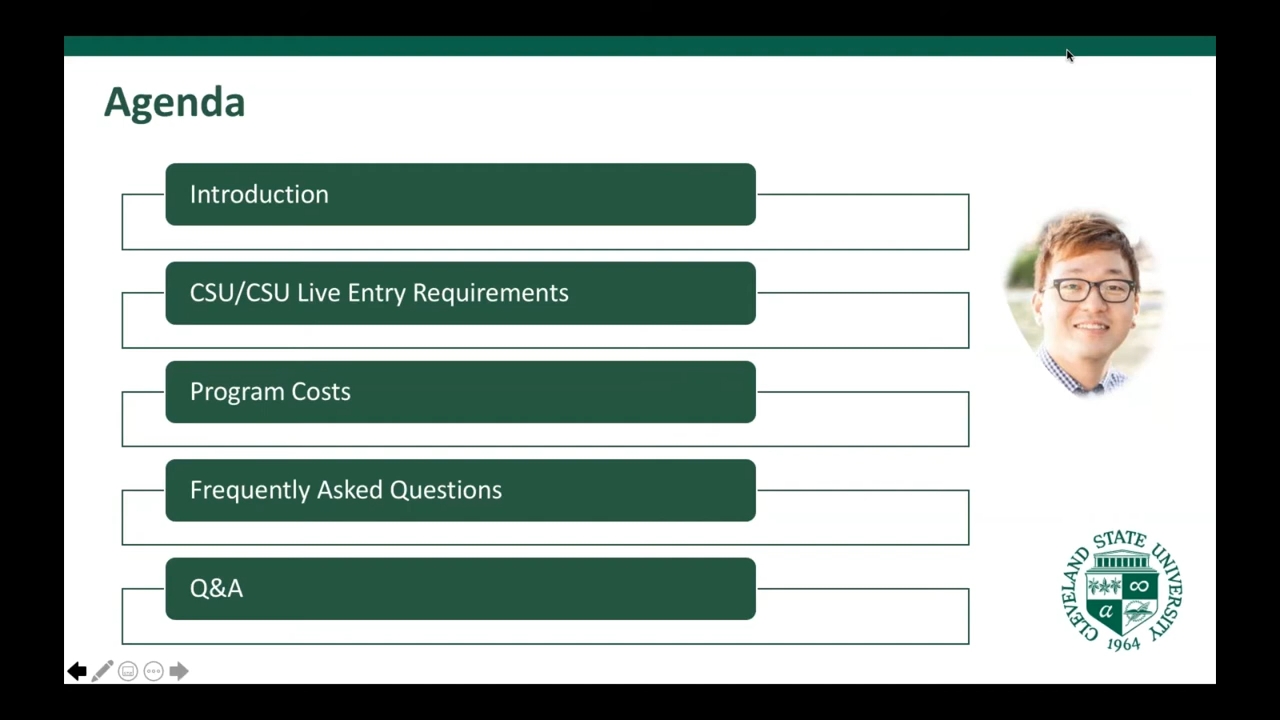 Agenda
Introduction
CSU/CSU Live Entry Requirements
Program Costs
Frequently Asked Questions
Q&A
CLEVELAND STATE UNIVERSITY
∞
a
1964